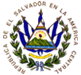 REPUBLICA DE EL SALVADOR EN LA AMERICA CENTRAL